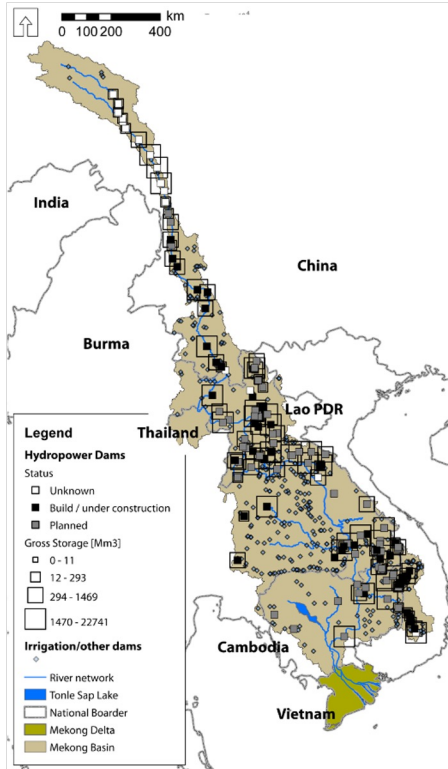 km
0 100 200 400
India
China
Burma
Lao PDR
Thailand
Cambodia
Vietnam
Legend
Hydropower Dams
Status
Unknown
Build / under construction
Planned
Gross Storage [Mm3]
0 - 11
12 - 293
294 - 1469
1470 - 22741
Irrigation/other dams
River network
Tonle Sap Lake
National Boarder
Mekong Delta
Mekong Basin